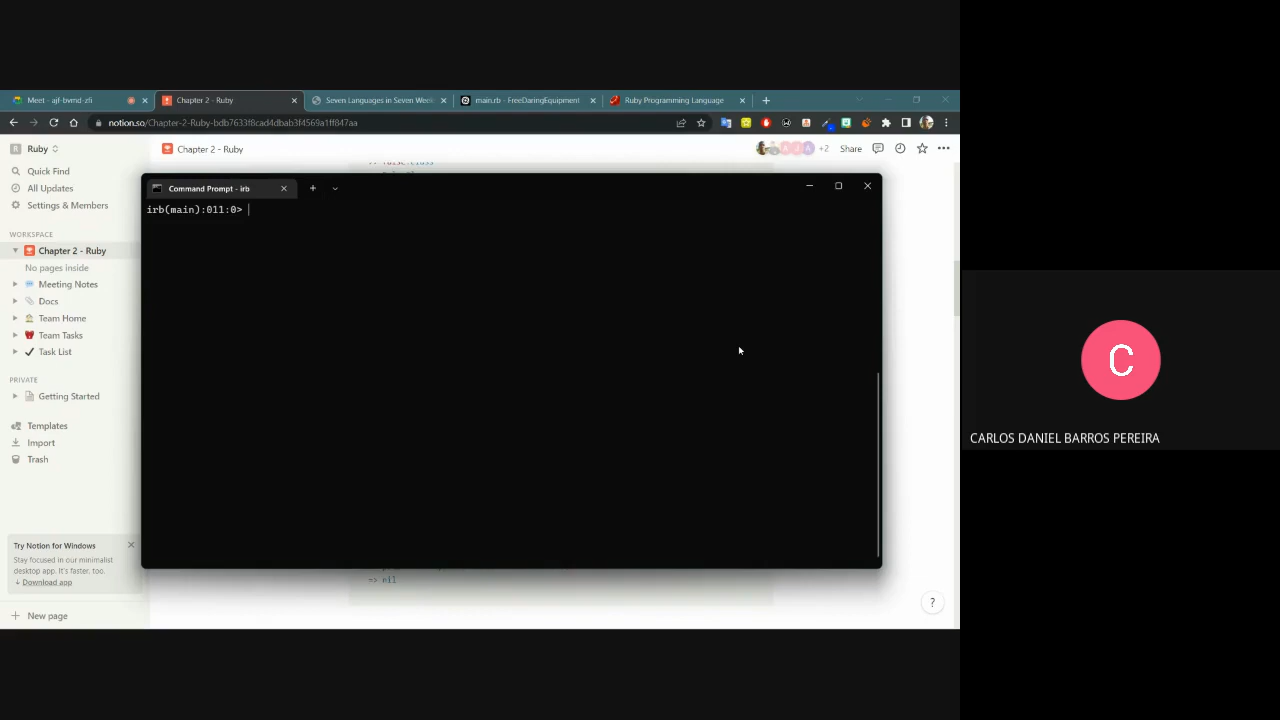 Meet - ajf-bvmd-zfi
Chapter 2 - Ruby
Seven Languages in Seven Week
main.rb - FreeDaringEquipment
Ruby Programming Language
notion.so/Chapter-2-Ruby-bdb7633f8cad4dbab3f4569a1ff847aa
Ruby
Chapter 2 - Ruby
+2
Share
Quick Find
All Updates
Settings & Members
WORKSPACE
Chapter 2 - Ruby
No pages inside
Meeting Notes
Docs
Team Home
Team Tasks
Task List
PRIVATE
Getting Started
Templates
Import
Trash
Try Notion for Windows
Stay focused in our minimalist
desktop app. It's faster, too.
↓ Download app
New page
Command Prompt - irb
irb(main):011:0>
=> nil
?
C
CARLOS DANIEL BARROS PEREIRA